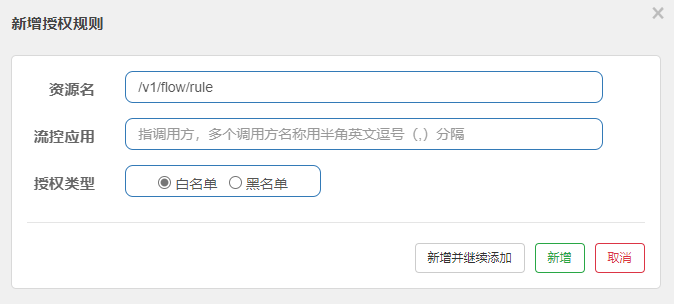 新增授权规则
×
资源名 /v1/flow/rule
流控应用 指调用方，多个调用方名称用半角英文逗号（,）分隔
授权类型 白名单 黑名单
新增并继续添加 新增 取消